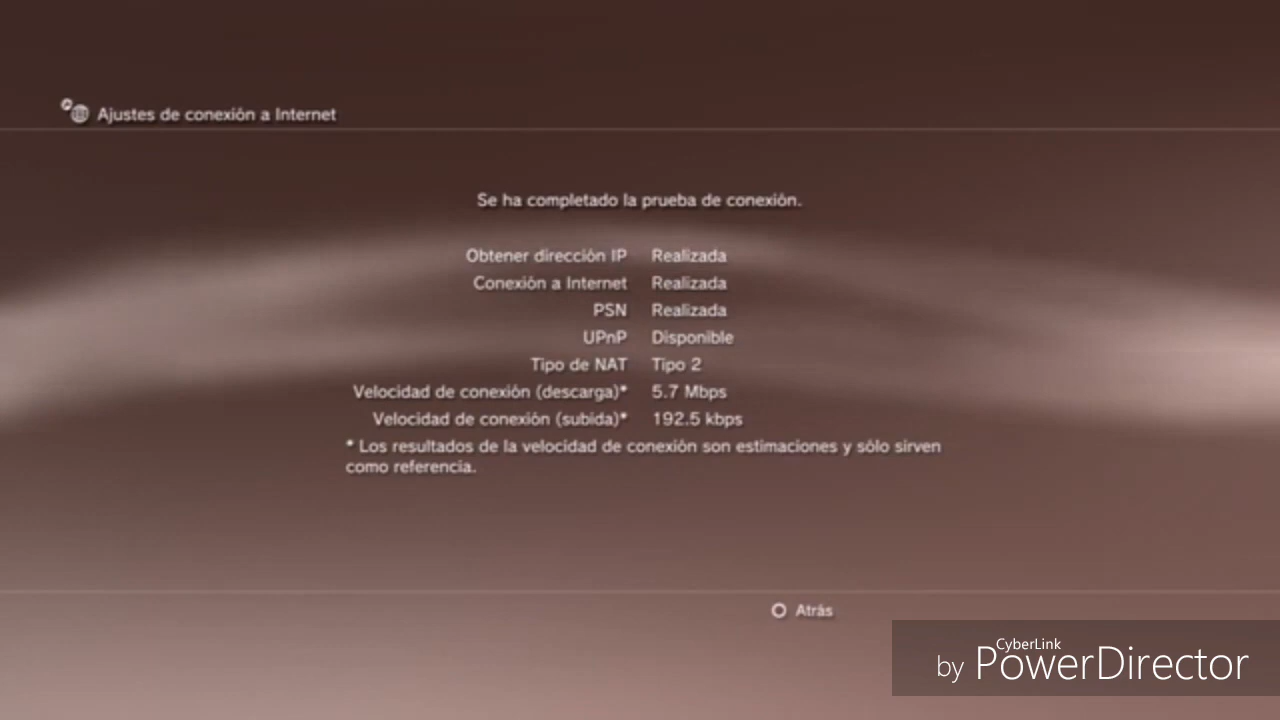 Ajustes de conexión a Internet
Se ha completado la prueba de conexión.
Obtener dirección IP Realizada
Conexión a Internet Realizada
PSN Realizada
UPnP Disponible
Tipo de NAT Tipo 2
Velocidad de conexión (descarga)* 5.7 Mbps
Velocidad de conexión (subida)* 192.5 kbps
* Los resultados de la velocidad de conexión son estimaciones y sólo sirven
como referencia.
Atrás
CyberLink
by PowerDirector